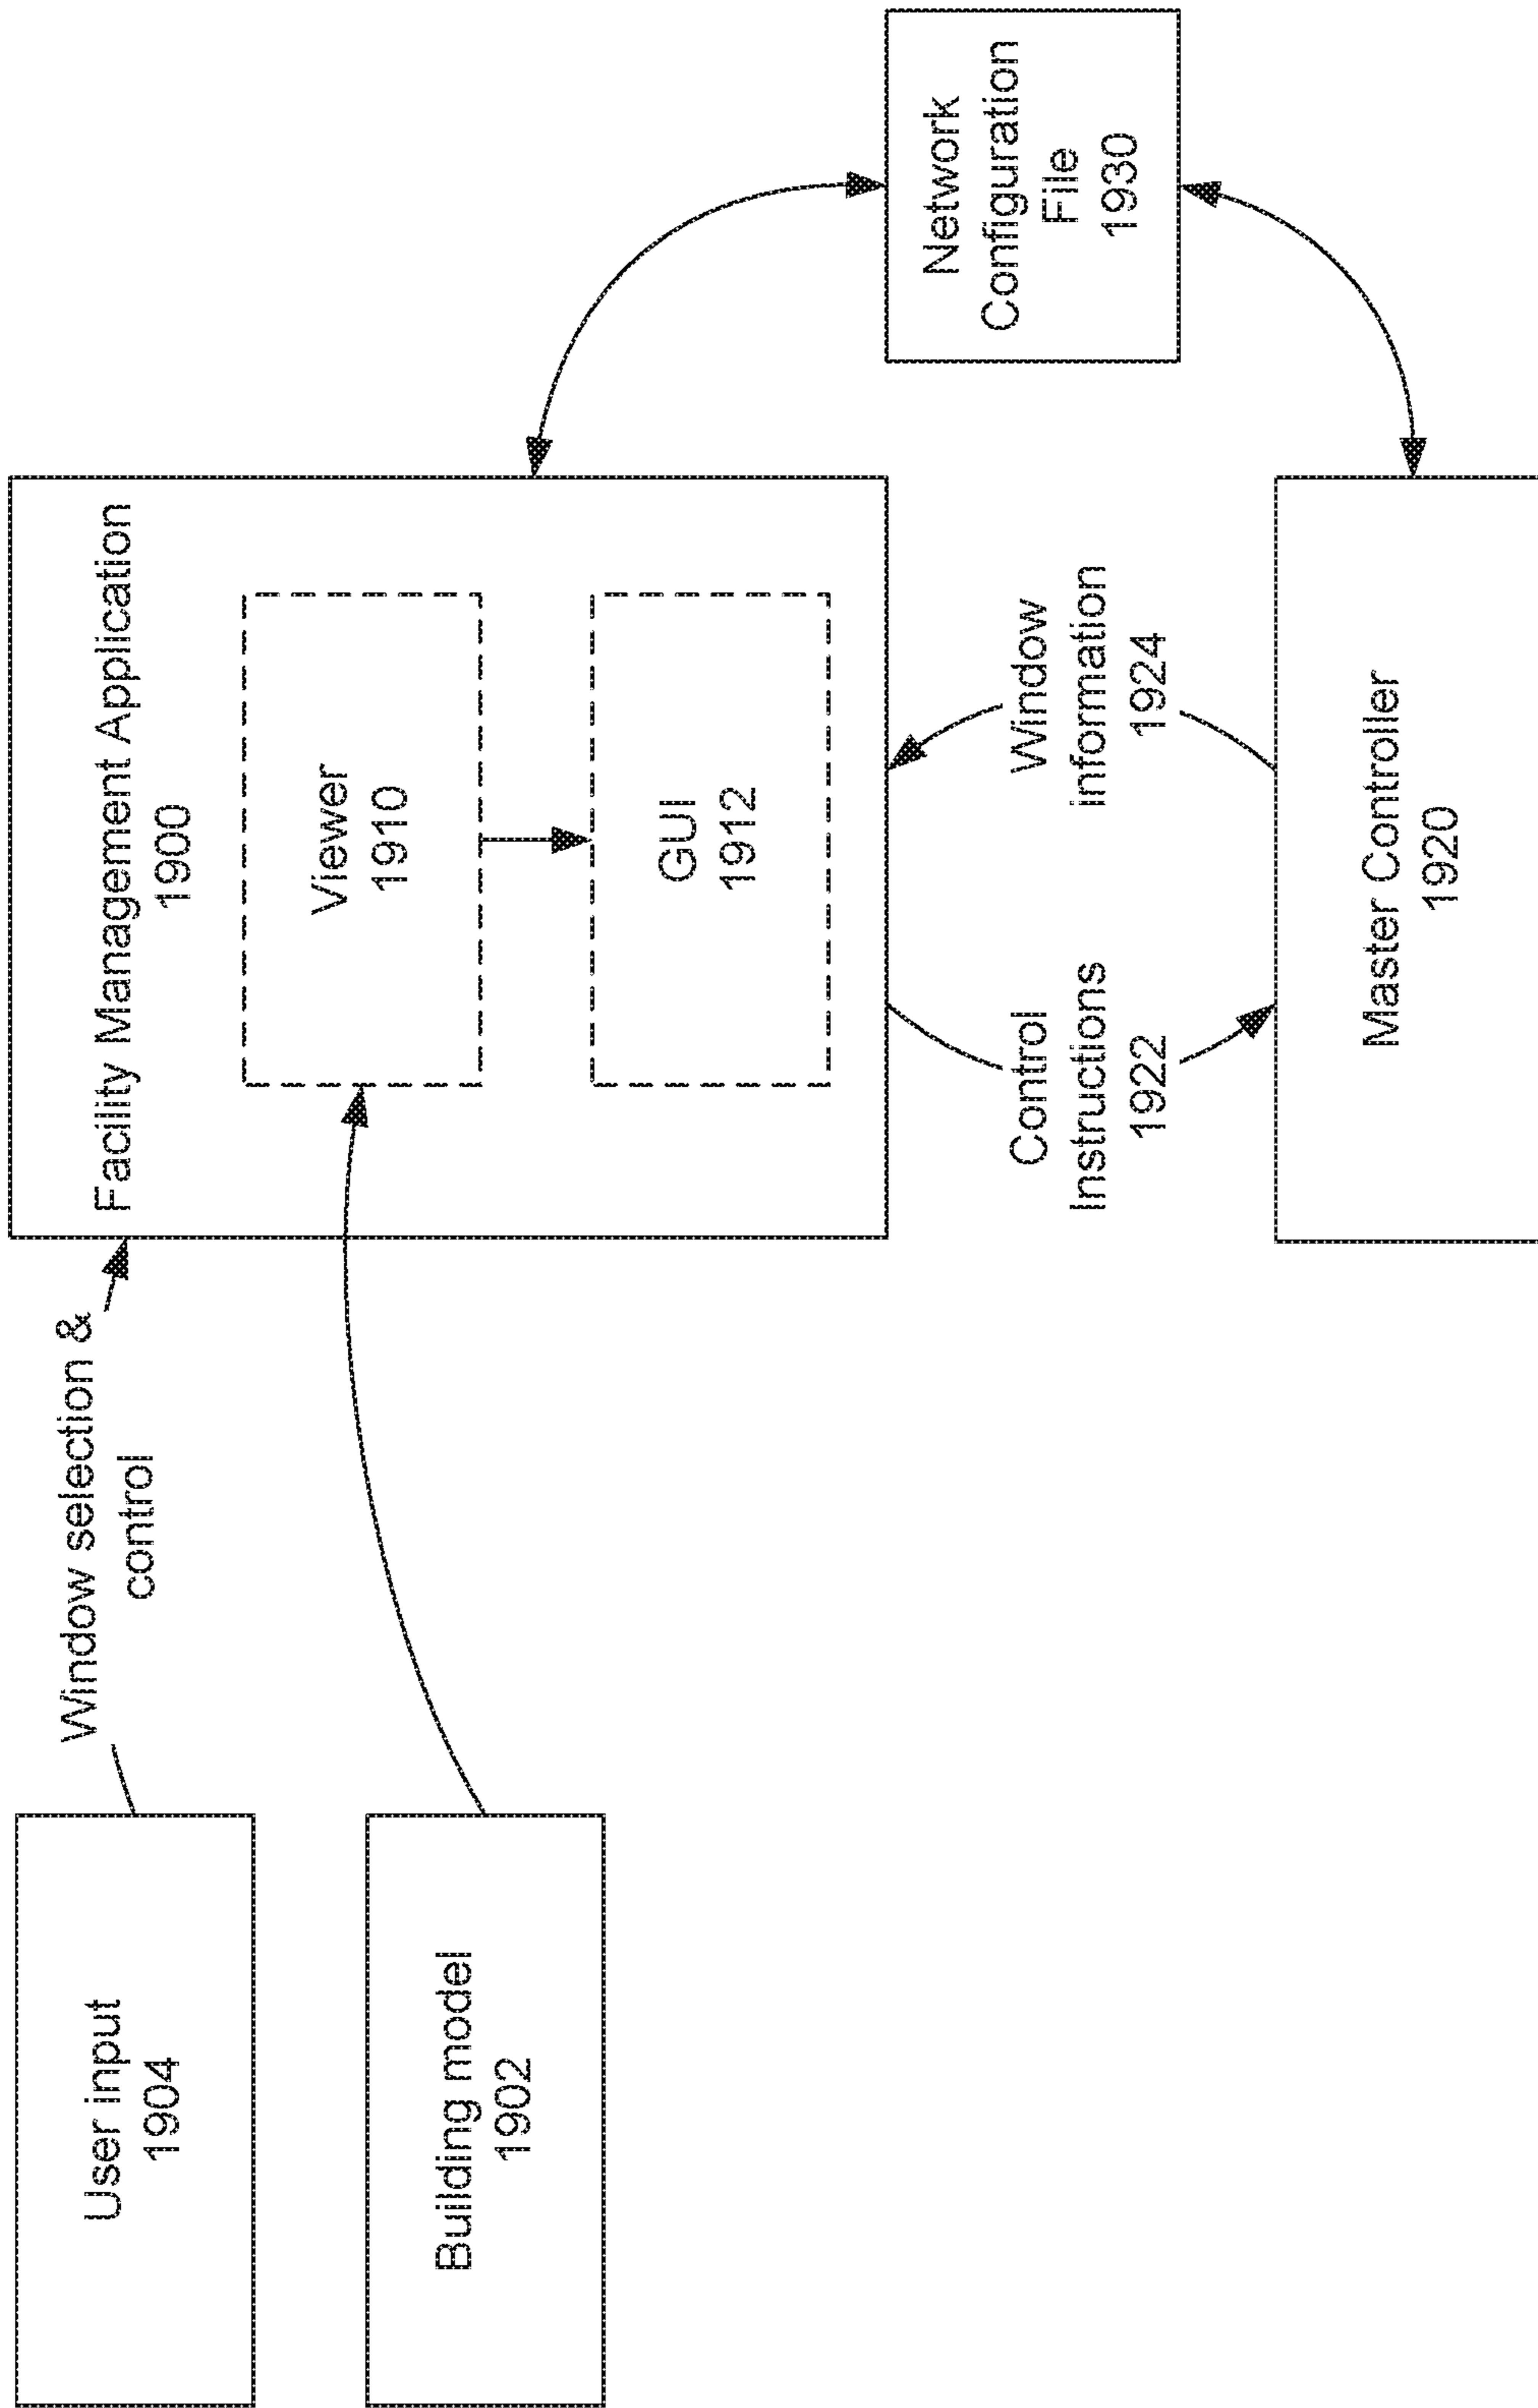 User input
1904
Window selection &
control
Building model
1902
Facility Management Application
1900
Viewer
1910
GUI
1912
Control
Instructions
1922
Window
information
1924
Master Controller
1920
Network
Configuration
File
1930